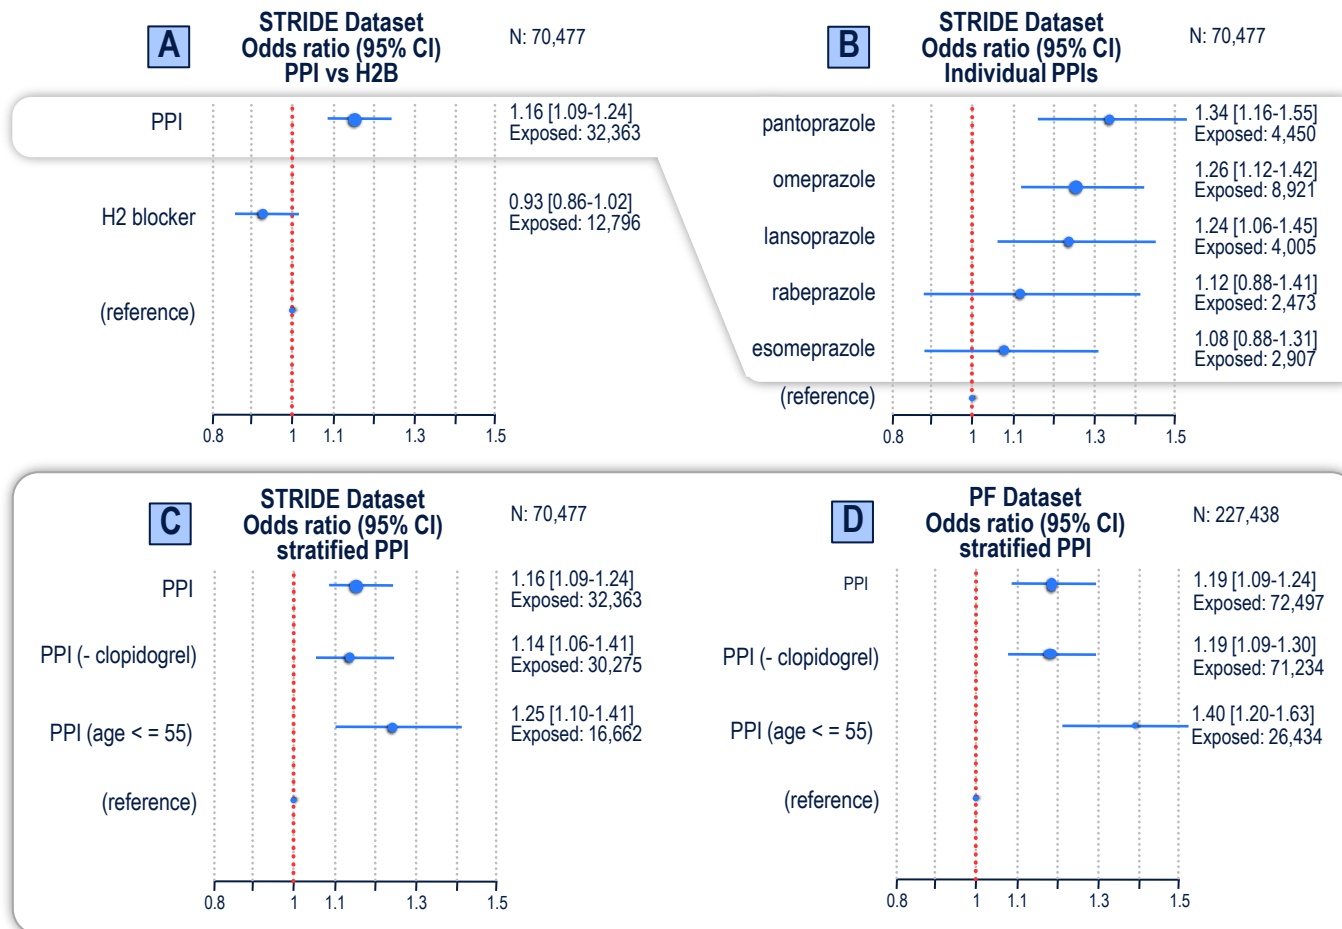 A
STRIDE Dataset
Odds ratio (95% CI)
PPI vs H2B
N: 70,477
PPI
1.16 [1.09-1.24]
Exposed: 32,363
H2 blocker
0.93 [0.86-1.02]
Exposed: 12,796
(reference)
0.8 1 1.1 1.3 1.5
B
STRIDE Dataset
Odds ratio (95% CI)
Individual PPIs
N: 70,477
pantoprazole
1.34 [1.16-1.55]
Exposed: 4,450
omeprazole
1.26 [1.12-1.42]
Exposed: 8,921
lansoprazole
1.24 [1.06-1.45]
Exposed: 4,005
rabeprazole
1.12 [0.88-1.41]
Exposed: 2,473
esomeprazole
1.08 [0.88-1.31]
Exposed: 2,907
(reference)
0.8 1 1.1 1.3 1.5
C
STRIDE Dataset
Odds ratio (95% CI)
stratified PPI
N: 70,477
PPI
1.16 [1.09-1.24]
Exposed: 32,363
PPI (- clopidogrel)
1.14 [1.06-1.41]
Exposed: 30,275
PPI (age < = 55)
1.25 [1.10-1.41]
Exposed: 16,662
(reference)
0.8 1 1.1 1.3 1.5
D
PF Dataset
Odds ratio (95% CI)
stratified PPI
N: 227,438
PPI
1.19 [1.09-1.24]
Exposed: 72,497
PPI (- clopidogrel)
1.19 [1.09-1.30]
Exposed: 71,234
PPI (age < = 55)
1.40 [1.20-1.63]
Exposed: 26,434
(reference)
0.8 1 1.1 1.3 1.5